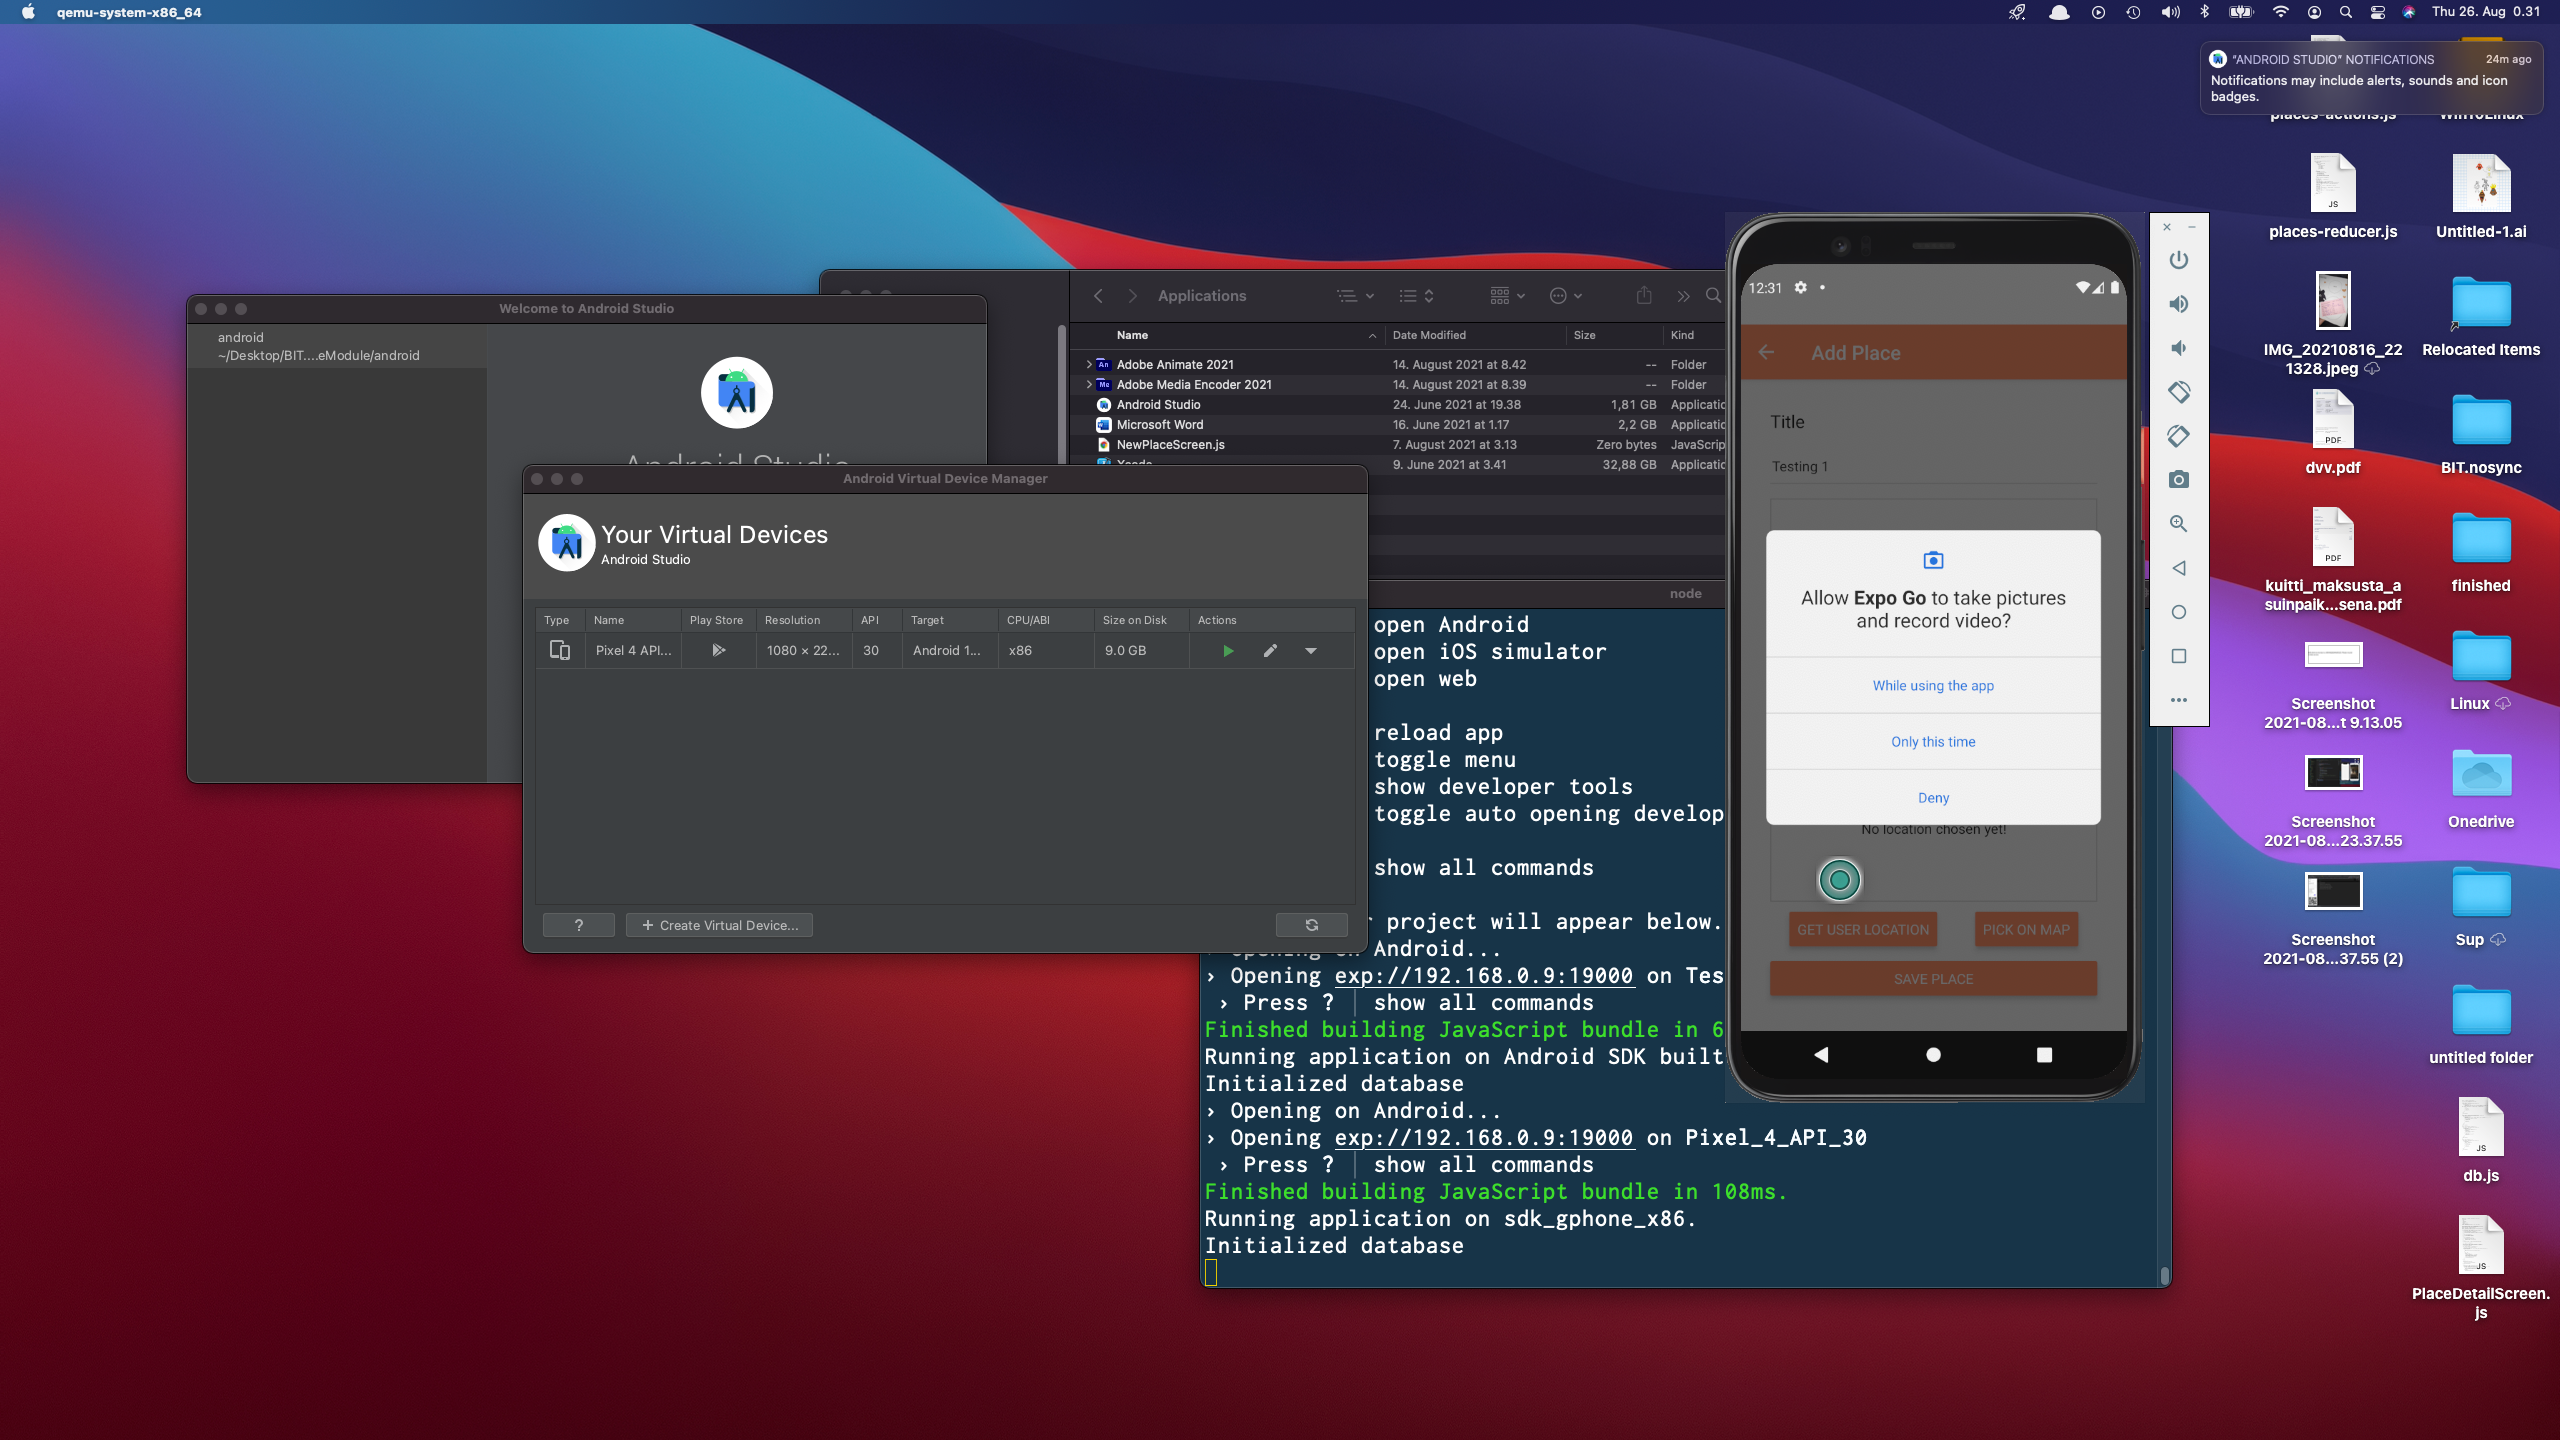 qemu-system-x86_64
Thu 26. Aug 0.31
"ANDROID STUDIO" NOTIFICATIONS
24m ago
Notifications may include alerts, sounds and icon
badges.
places-actions.js
Win10Linux
places-reducer.js
Untitled-1.ai
IMG_20210816_22
1328.jpeg
Relocated Items
dvv.pdf
BIT.nosync
kuitti_maksusta_a
suinpaik...sena.pdf
finished
Screenshot
2021-08...t 9.13.05
Linux
Screenshot
2021-08...23.37.55
Onedrive
Screenshot
2021-08...37.55 (2)
Sup
untitled folder
db.js
PlaceDetailScreen.
js
JS
PDF
PDF
JS
JS
Welcome to Android Studio
android
~/Desktop/BIT....eModule/android
Android Studio
Applications
Name
Date Modified
Size
Kind
Adobe Animate 2021
14. August 2021 at 8.42
--
Folder
Adobe Media Encoder 2021
14. August 2021 at 8.39
--
Folder
Android Studio
24. June 2021 at 19.38
1,81 GB
Applicatic
Microsoft Word
16. June 2021 at 1.17
2,2 GB
Applicatic
NewPlaceScreen.js
7. August 2021 at 3.13
Zero bytes
JavaScrip
Xcode
9. June 2021 at 3.41
32,88 GB
Applicatic
Android Virtual Device Manager
Your Virtual Devices
Android Studio
Type
Name
Play Store
Resolution
API
Target
CPU/ABI
Size on Disk
Actions
Pixel 4 API...
1080 × 22...
30
Android 1...
x86
9.0 GB
?
+ Create Virtual Device...
node
open Android
open iOS simulator
open web
reload app
toggle menu
show developer tools
toggle auto opening develop
show all commands
r project will appear below.
› Opening on Android...
› Opening exp://192.168.0.9:19000 on Tes
› Press ? │ show all commands
Finished building JavaScript bundle in 6
Running application on Android SDK built
Initialized database
› Opening on Android...
› Opening exp://192.168.0.9:19000 on Pixel_4_API_30
› Press ? │ show all commands
Finished building JavaScript bundle in 108ms.
Running application on sdk_gphone_x86.
Initialized database
12:31
Add Place
Title
Testing 1
Allow Expo Go to take pictures
and record video?
While using the app
Only this time
Deny
No location chosen yet!
GET USER LOCATION
PICK ON MAP
SAVE PLACE